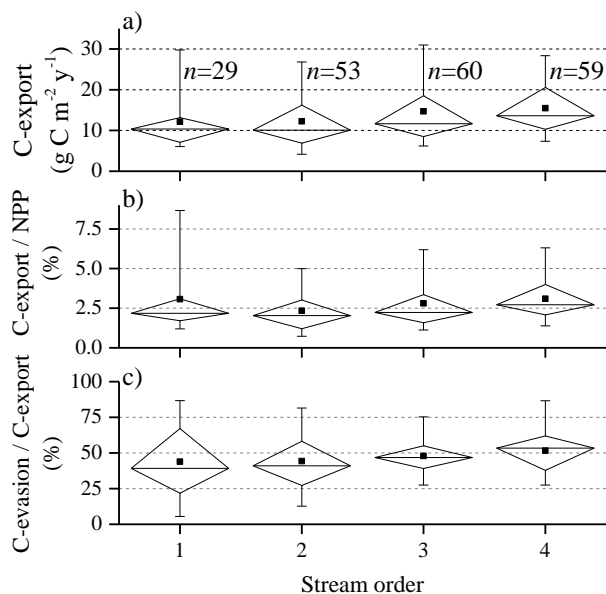 a)
30
20
10
0
C-export
(g C m⁻² y⁻¹)
n=29 n=53 n=60 n=59
b)
7.5
5.0
2.5
0.0
C-export / NPP
(%)
c)
100
75
50
25
0
C-evasion / C-export
(%)
1 2 3 4
Stream order